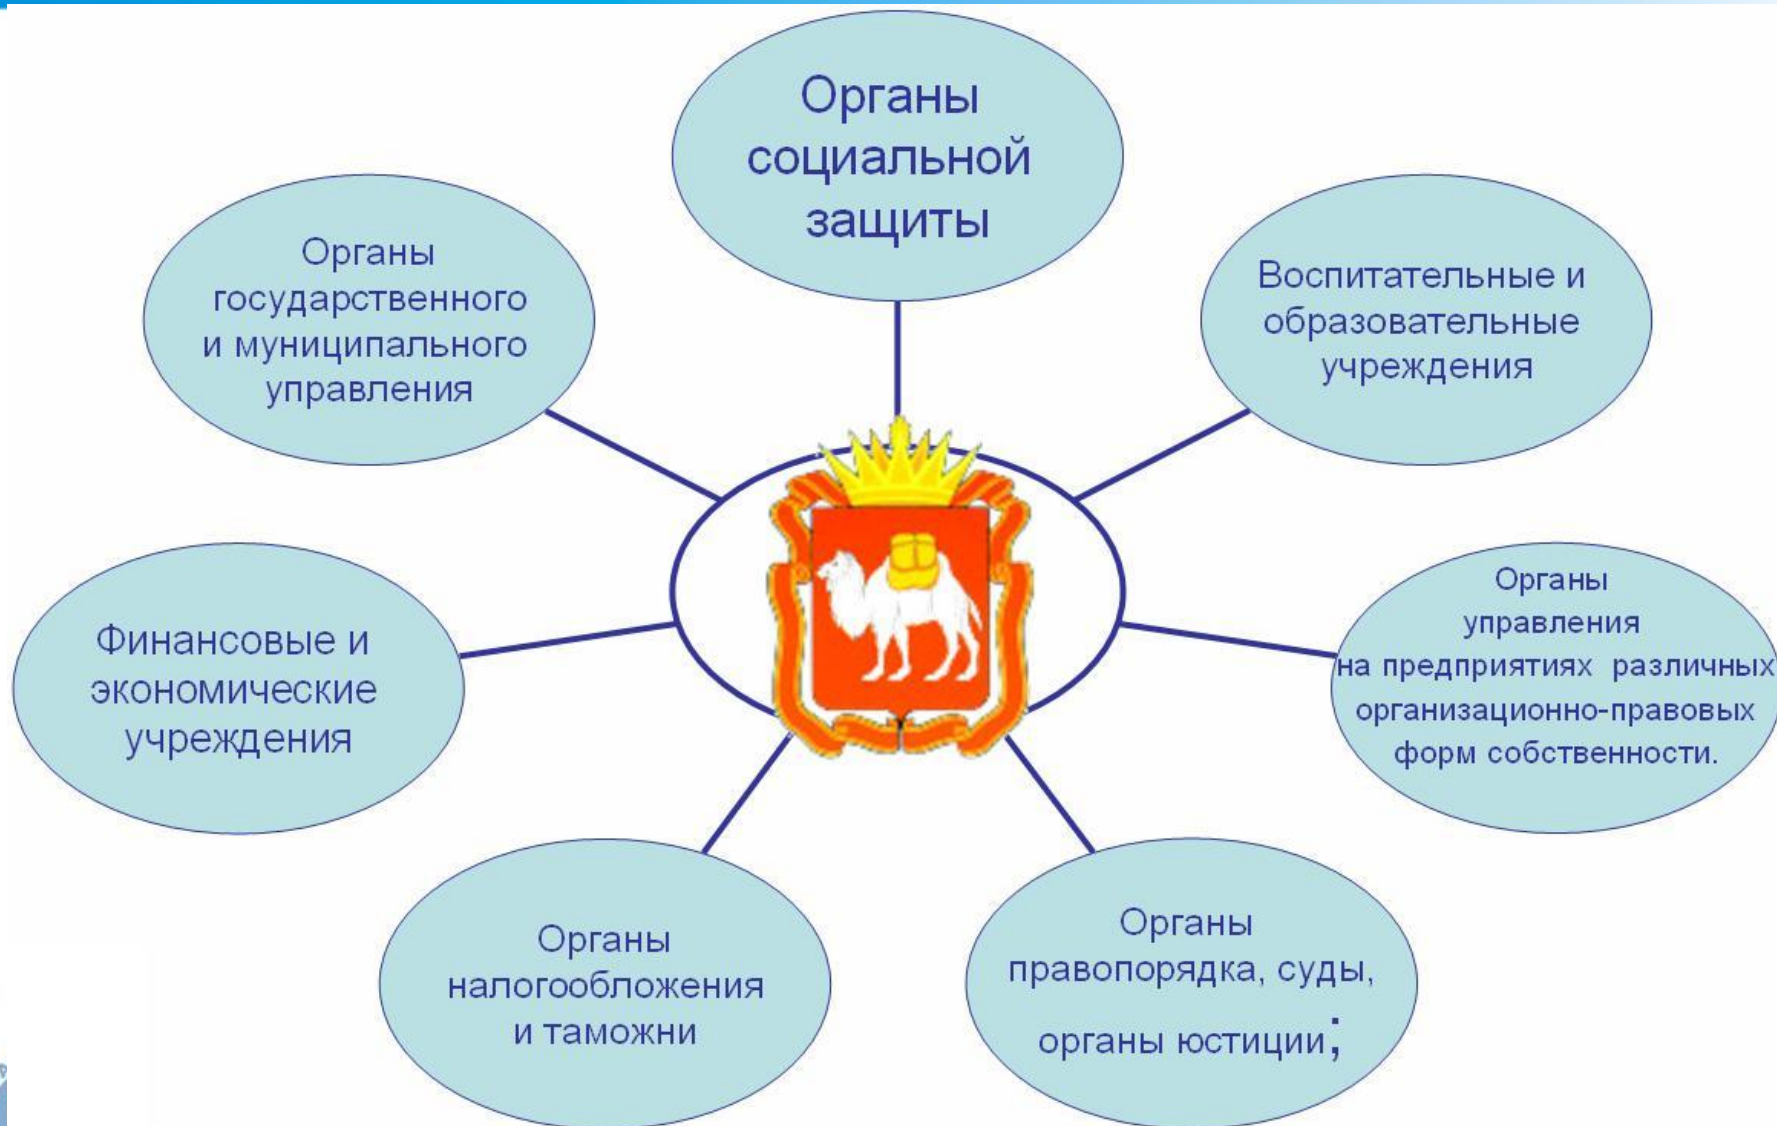 Органы
социальной
защиты
Органы
государственного
и муниципального
управления
Воспитательные и
образовательные
учреждения
Финансовые и
экономические
учреждения
Органы
управления
на предприятиях различных
организационно-правовых
форм собственности.
Органы
налогообложения
и таможни
Органы
правопорядка, суды,
органы юстиции;